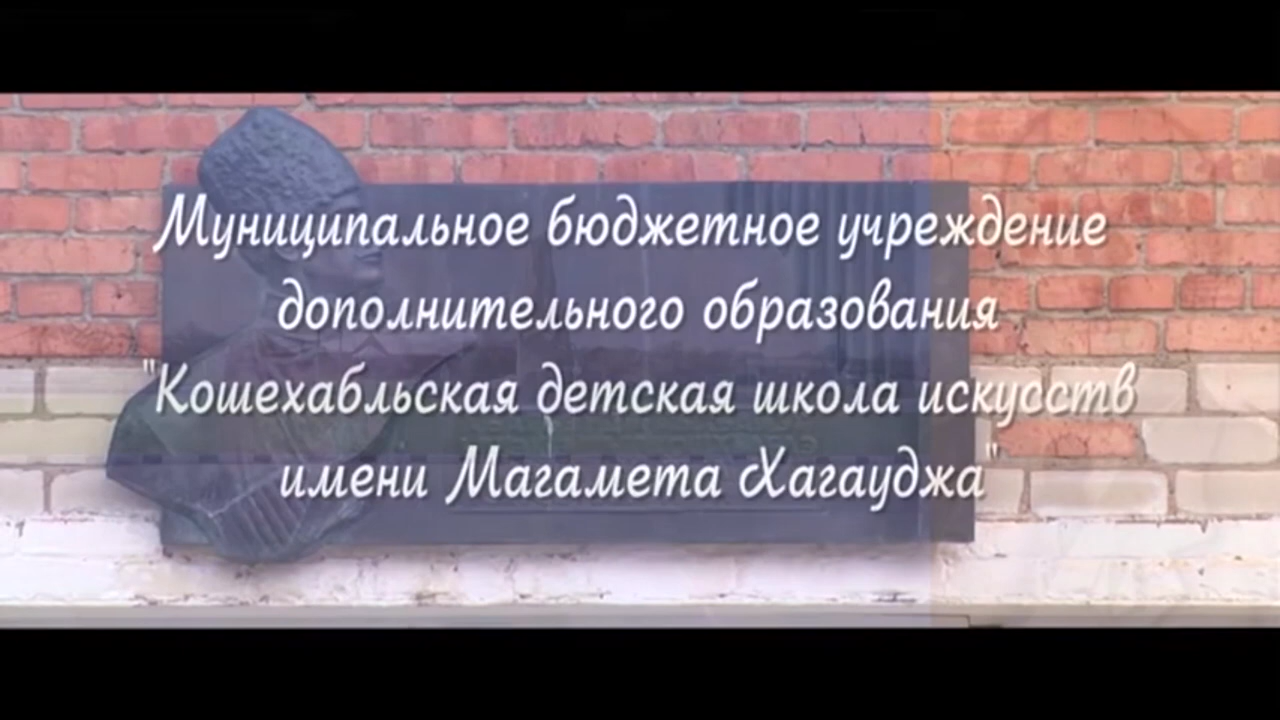 Муниципальное бюджетное учреждение
дополнительного образования
"Кошехабльская детская школа искусств
имени Магамета Хагауджа"